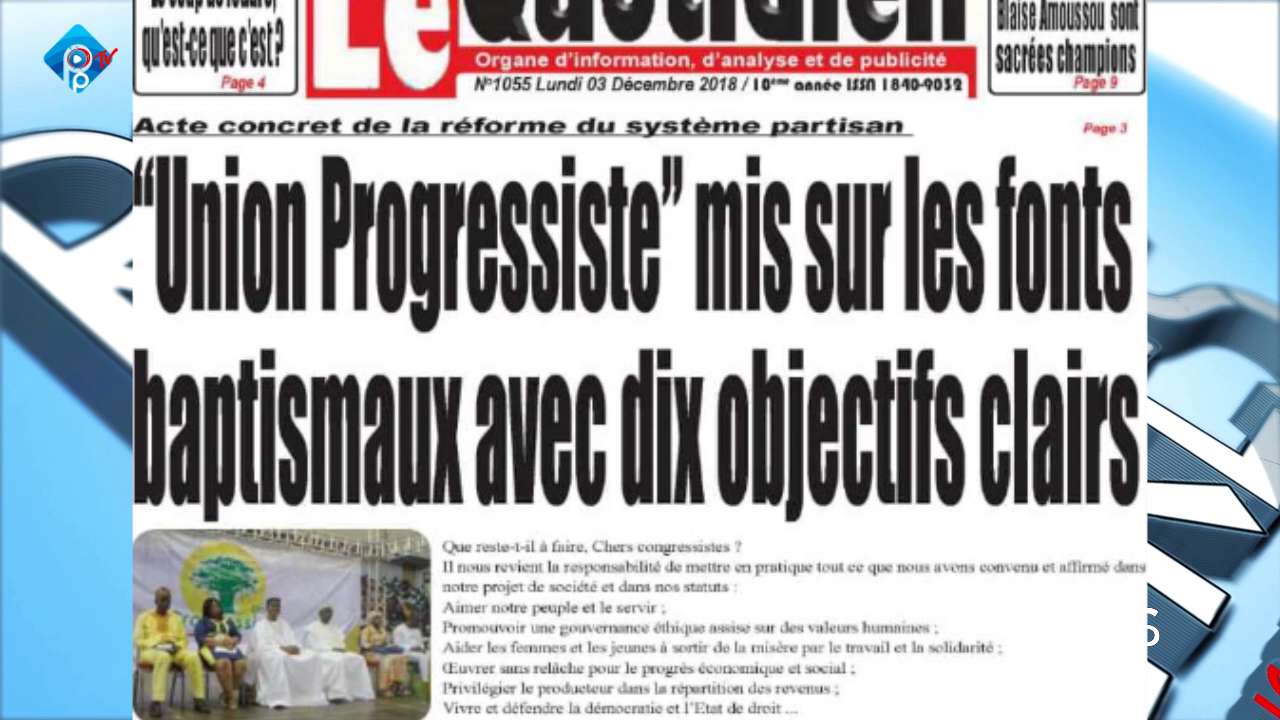 le coup de foudre,
qu'est-ce que c'est ?
Page 4
Le Quotidien
Organe d'information, d'analyse et de publicité
N°1055 Lundi 03 Décembre 2018 / 10ème année ISSN 1840-9032
Blaise Amoussou sont
sacrées champions
Page 9
Acte concret de la réforme du système partisan
Page 3
“Union Progressiste” mis sur les fonts
baptismaux avec dix objectifs clairs
Que reste-t-il à faire, Chers congressistes ?
Il nous revient la responsabilité de mettre en pratique tout ce que nous avons convenu et affirmé dans
notre projet de société et dans nos statuts :
Aimer notre peuple et le servir ;
Promouvoir une gouvernance éthique assise sur des valeurs humaines ;
Aider les femmes et les jeunes à sortir de la misère par le travail et la solidarité ;
Œuvrer sans relâche pour le progrès économique et social ;
Privilégier le producteur dans la répartition des revenus ;
Vivre et défendre la démocratie et l'Etat de droit ...
S